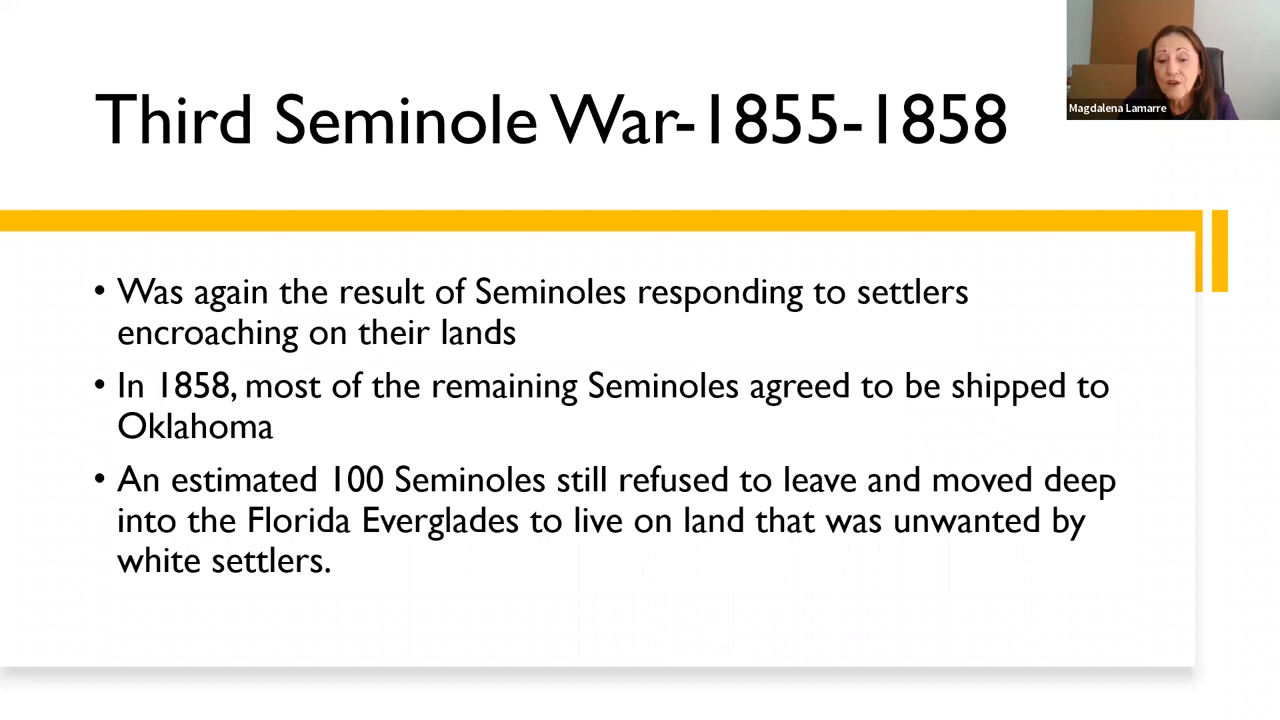 Third Seminole War-1855-1858
Magdalena Lamarre
• Was again the result of Seminoles responding to settlers
encroaching on their lands
• In 1858, most of the remaining Seminoles agreed to be shipped to
Oklahoma
• An estimated 100 Seminoles still refused to leave and moved deep
into the Florida Everglades to live on land that was unwanted by
white settlers.